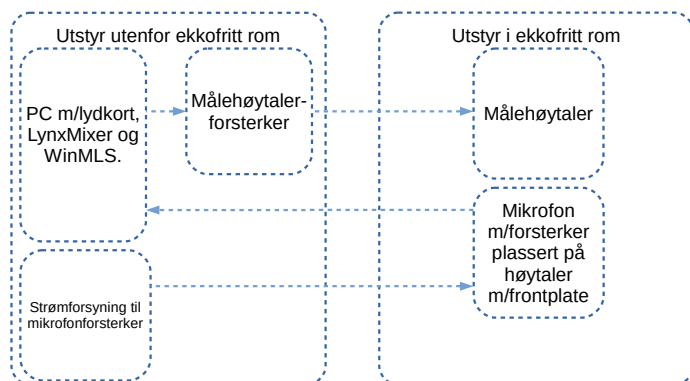 Utstyr utenfor ekkofritt rom
PC m/lydkort,
LynxMixer og
WinMLS.
Målehøytaler-
forsterker
Strømforsyning til
mikrofonforsterker
Utstyr i ekkofritt rom
Målehøytaler
Mikrofon
m/forsterker
plassert på
høytaler
m/frontplate